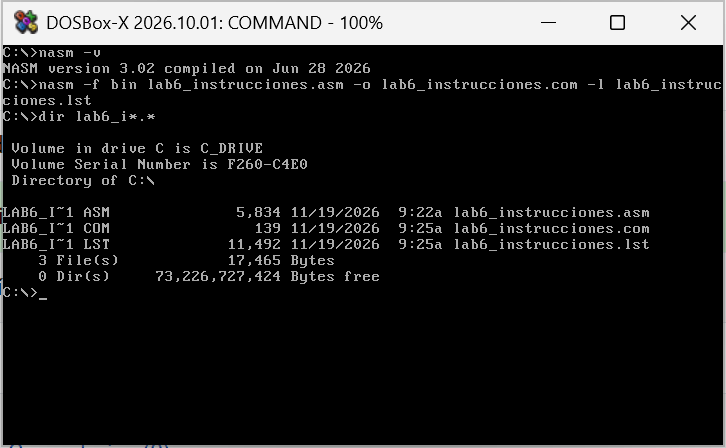 DOSBox-X 2026.10.01: COMMAND - 100%
C:\>nasm -v
NASM version 3.02 compiled on Jun 28 2026
C:\>nasm -f bin lab6_instrucciones.asm -o lab6_instrucciones.com -l lab6_instruc
ciones.lst
C:\>dir lab6_i*.*
Volume in drive C is C_DRIVE
Volume Serial Number is F260-C4E0
Directory of C:\
LAB6_I~1 ASM 5,834 11/19/2026 9:22a lab6_instrucciones.asm
LAB6_I~1 COM 139 11/19/2026 9:25a lab6_instrucciones.com
LAB6_I~1 LST 11,492 11/19/2026 9:25a lab6_instrucciones.lst
3 File(s) 17,465 Bytes
0 Dir(s) 73,226,727,424 Bytes free
C:\>_